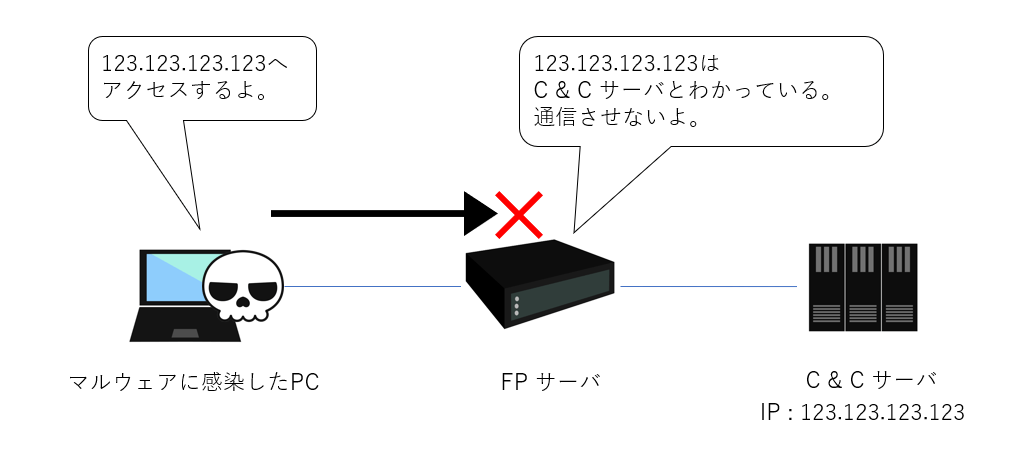 123.123.123.123へ
アクセスするよ。
123.123.123.123は
C & C サーバとわかっている。
通信させないよ。
マルウェアに感染したPC
FP サーバ
C & C サーバ
IP : 123.123.123.123